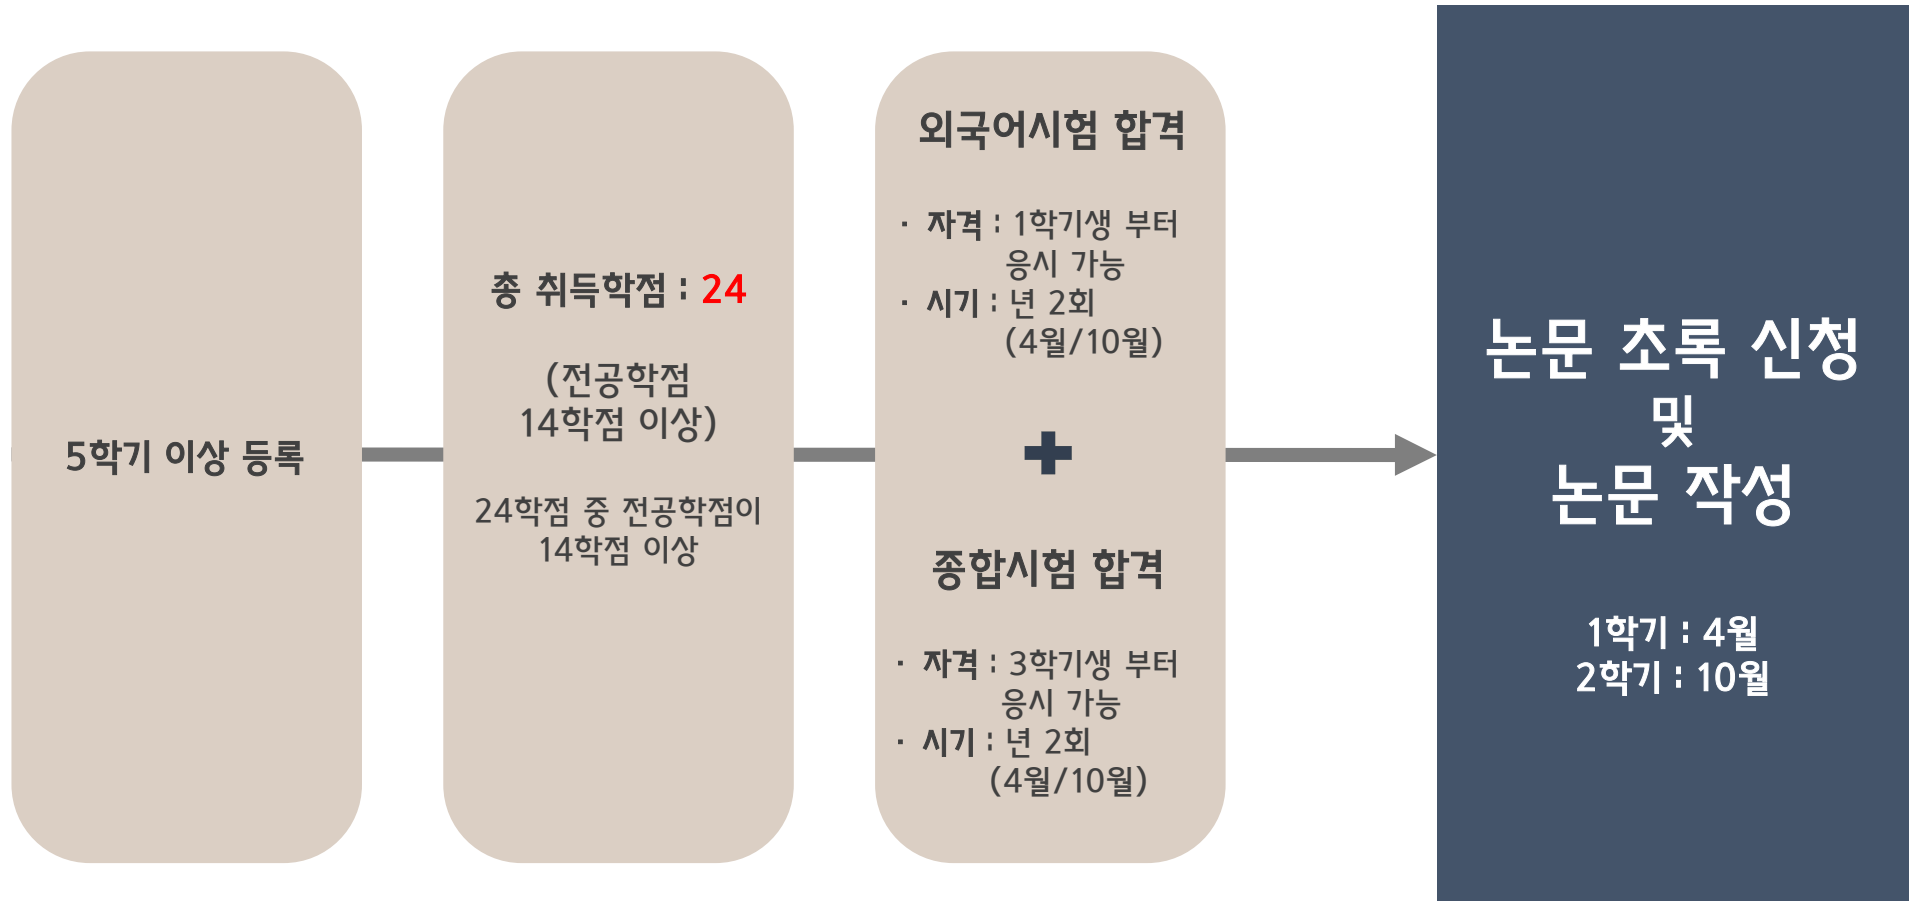 5학기 이상 등록
총 취득학점 : 24
(전공학점
14학점 이상)
24학점 중 전공학점이
14학점 이상
외국어시험 합격
· 자격 : 1학기생 부터
응시 가능
· 시기 : 년 2회
(4월/10월)
종합시험 합격
· 자격 : 3학기생 부터
응시 가능
· 시기 : 년 2회
(4월/10월)
논문 초록 신청
및
논문 작성
1학기 : 4월
2학기 : 10월